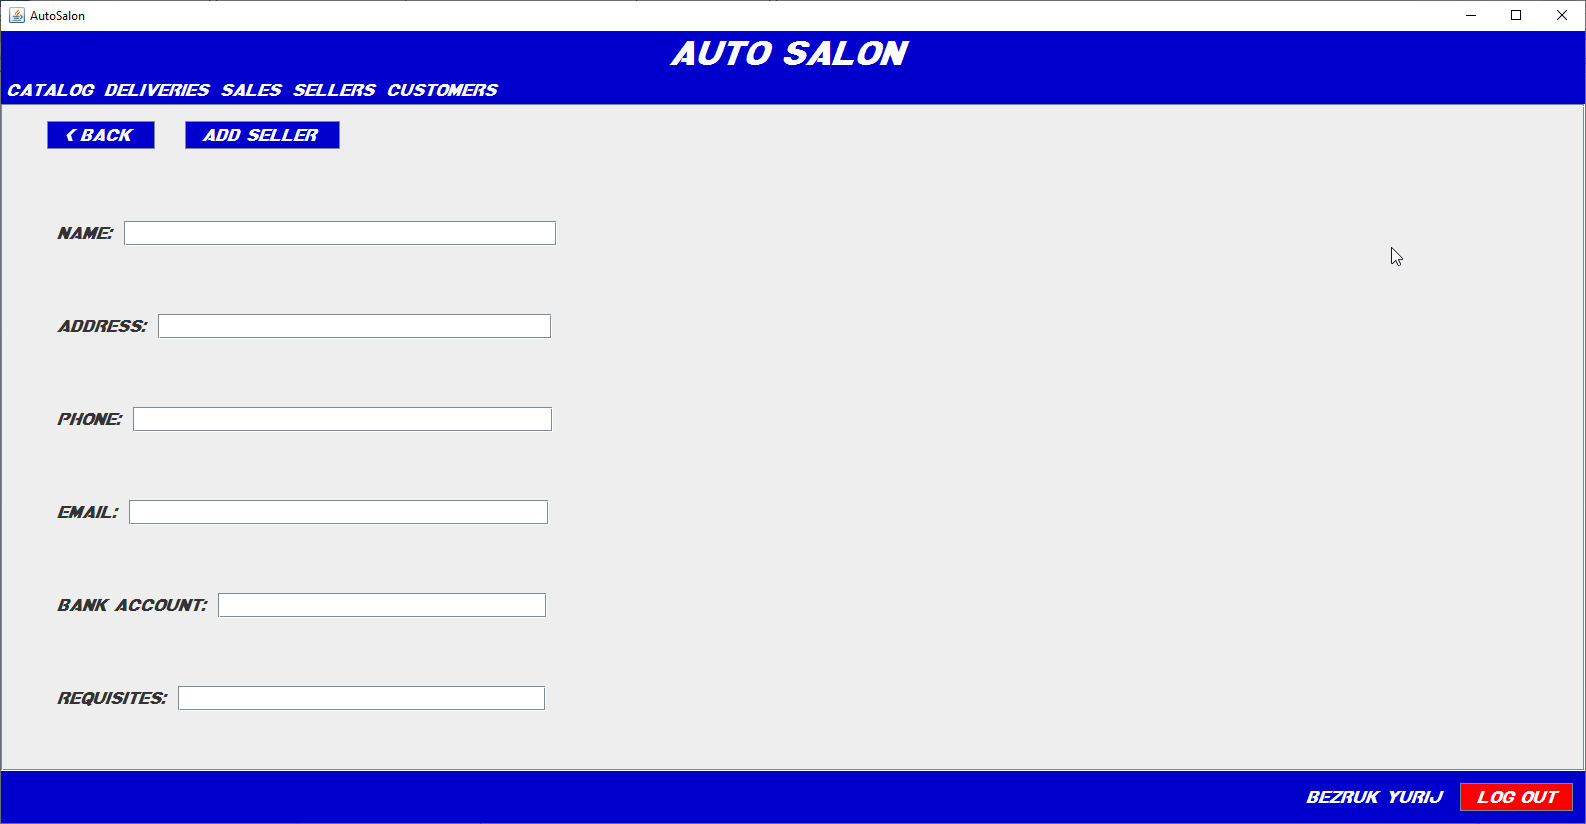 AutoSalon
AUTO SALON
CATALOG DELIVERIES SALES SELLERS CUSTOMERS
< BACK ADD SELLER
NAME:
ADDRESS:
PHONE:
EMAIL:
BANK ACCOUNT:
REQUISITES:
BEZRUK YURIJ LOG OUT